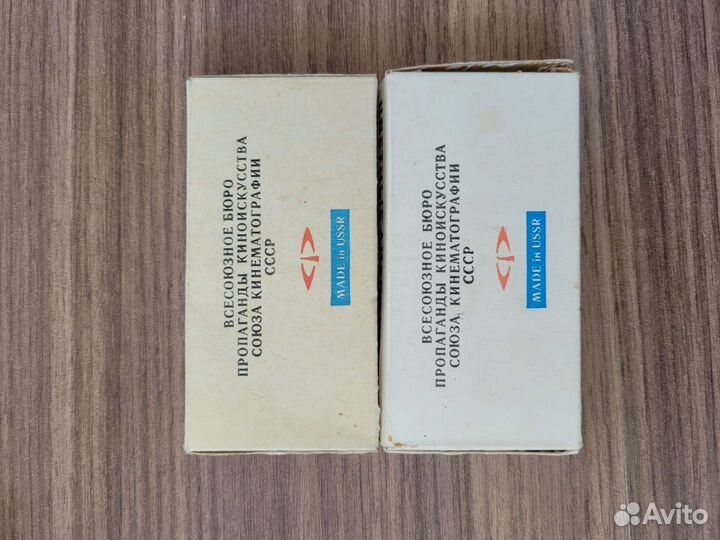 ВСЕСОЮЗНОЕ БЮРО
ПРОПАГАНДЫ КИНОИСКУССТВА
СОЮЗА КИНЕМАТОГРАФИИ
СССР
MADE in USSR
ВСЕСОЮЗНОЕ БЮРО
ПРОПАГАНДЫ КИНОИСКУССТВА
СОЮЗА КИНЕМАТОГРАФИИ
СССР
MADE in USSR
Avito